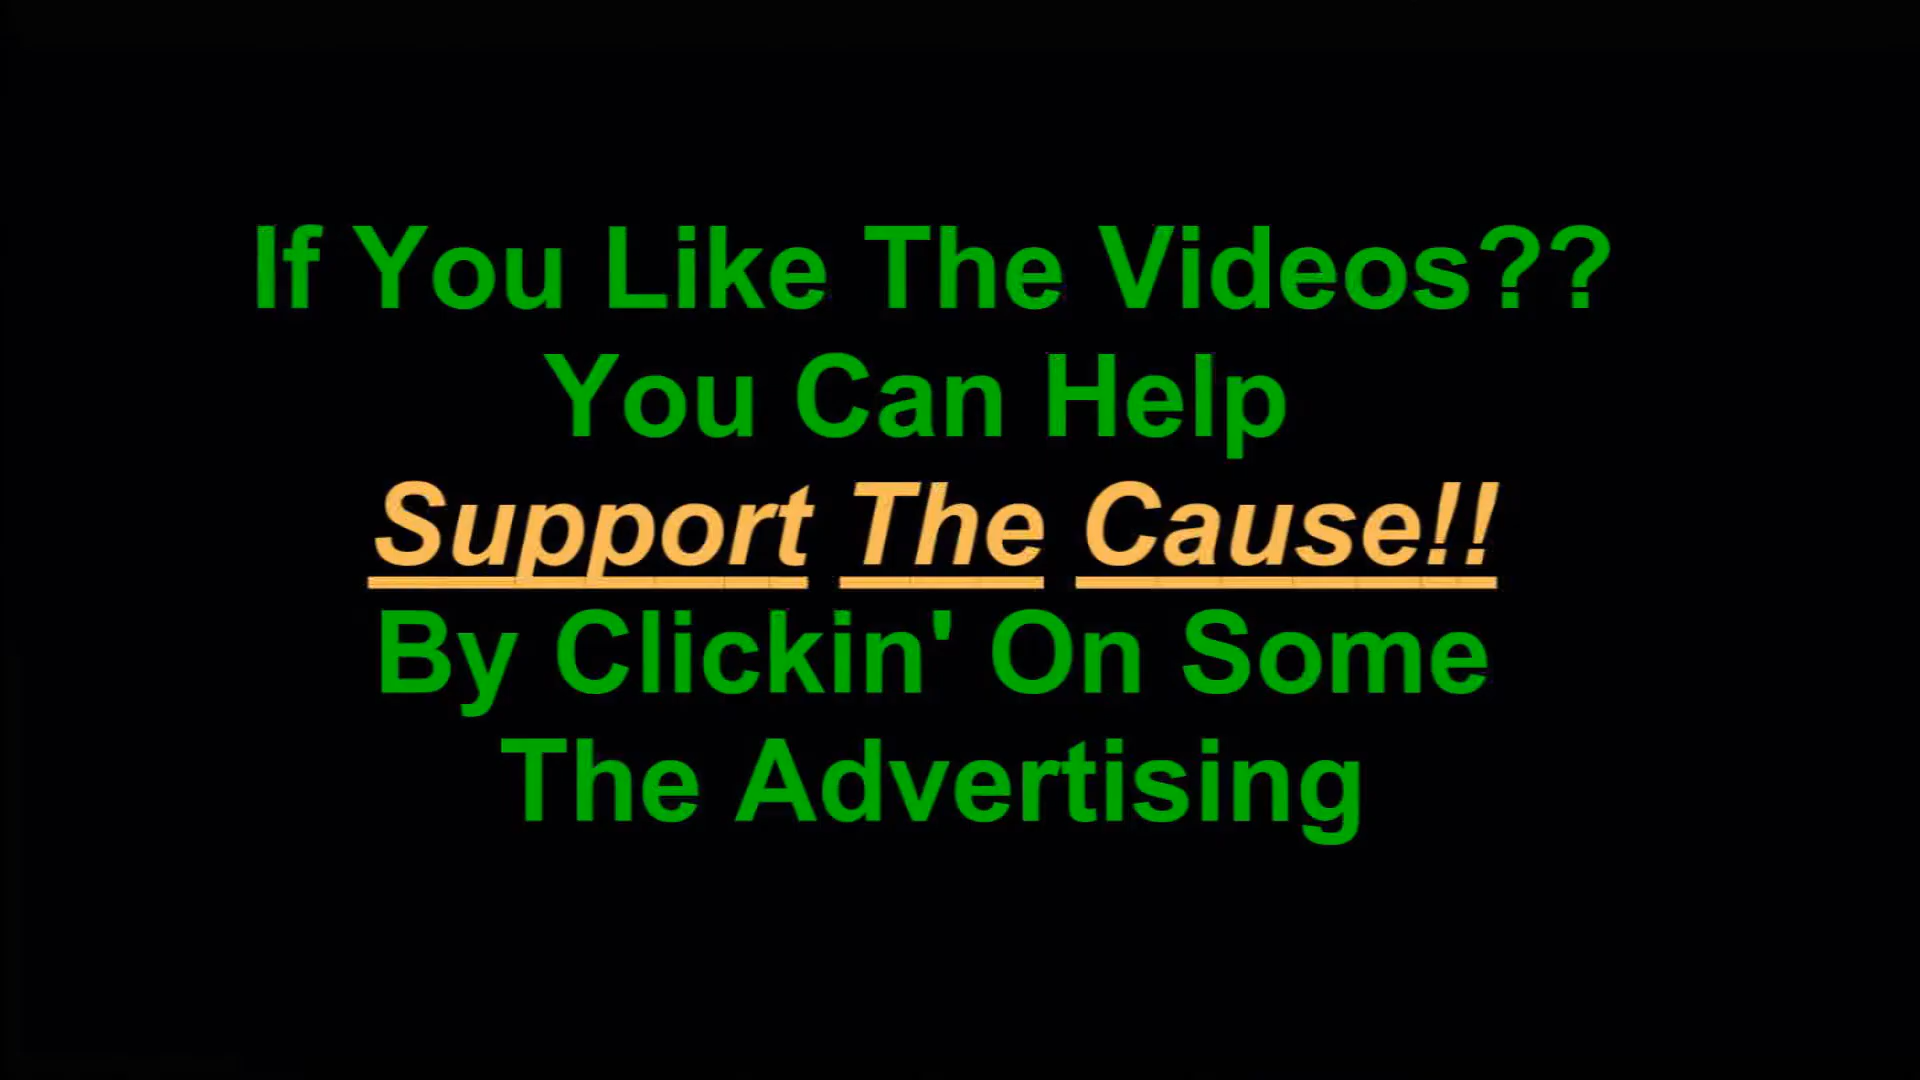 If You Like The Videos??
You Can Help
Support The Cause!!
By Clickin' On Some
The Advertising